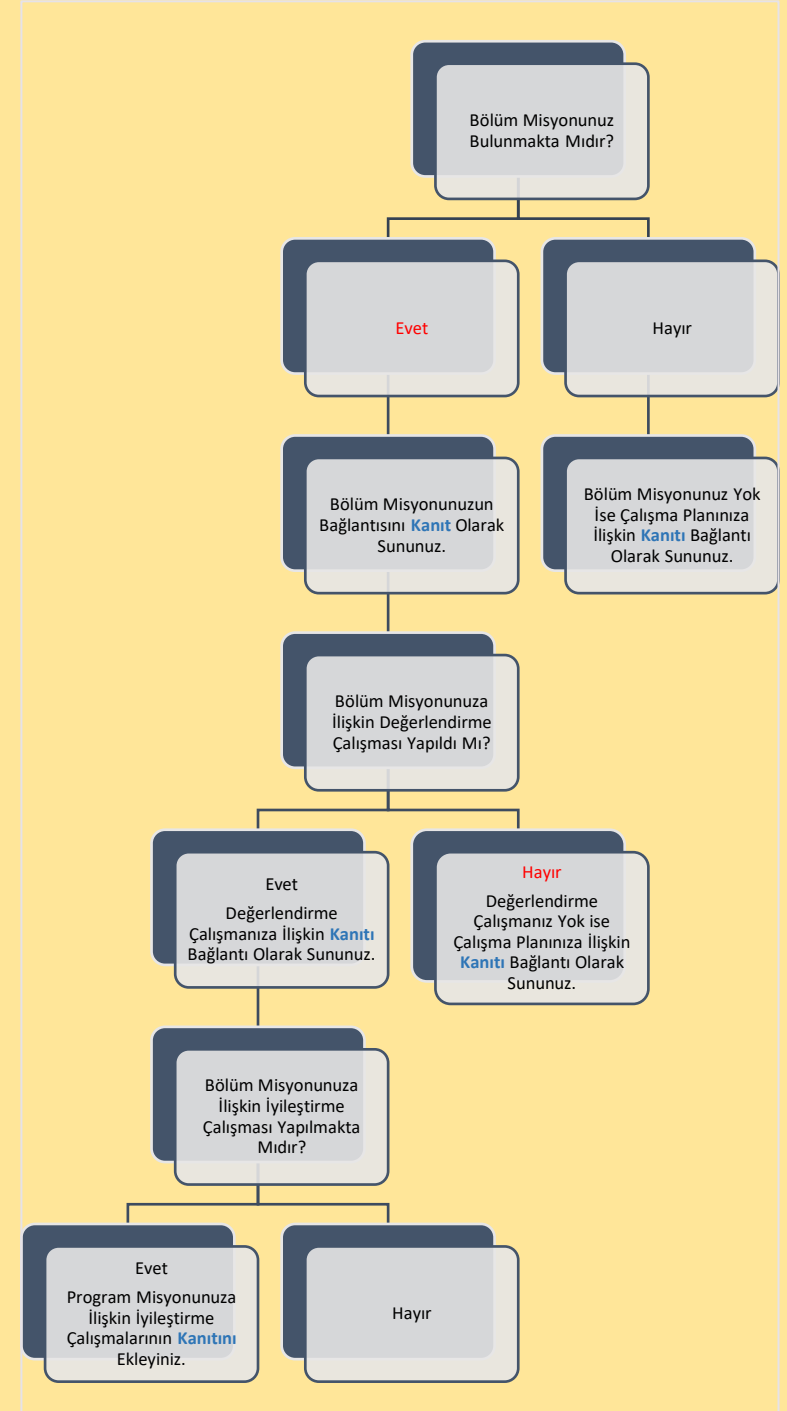 Bölüm Misyonunuz
Bulunmakta Mıdır?
Evet
Hayır
Bölüm Misyonunuzun
Bağlantısını Kanıt Olarak
Sununuz.
Bölüm Misyonunuz Yok
İse Çalışma Planınıza
İlişkin Kanıtı Bağlantı
Olarak Sununuz.
Bölüm Misyonunuza
İlişkin Değerlendirme
Çalışması Yapıldı Mı?
Evet
Değerlendirme
Çalışmanıza İlişkin Kanıtı
Bağlantı Olarak Sununuz.
Hayır
Değerlendirme
Çalışmanız Yok ise
Çalışma Planınıza İlişkin
Kanıtı Bağlantı Olarak
Sununuz.
Bölüm Misyonunuza
İlişkin İyileştirme
Çalışması Yapılmakta
Mıdır?
Evet
Program Misyonunuza
İlişkin İyileştirme
Çalışmalarının Kanıtını
Ekleyiniz.
Hayır